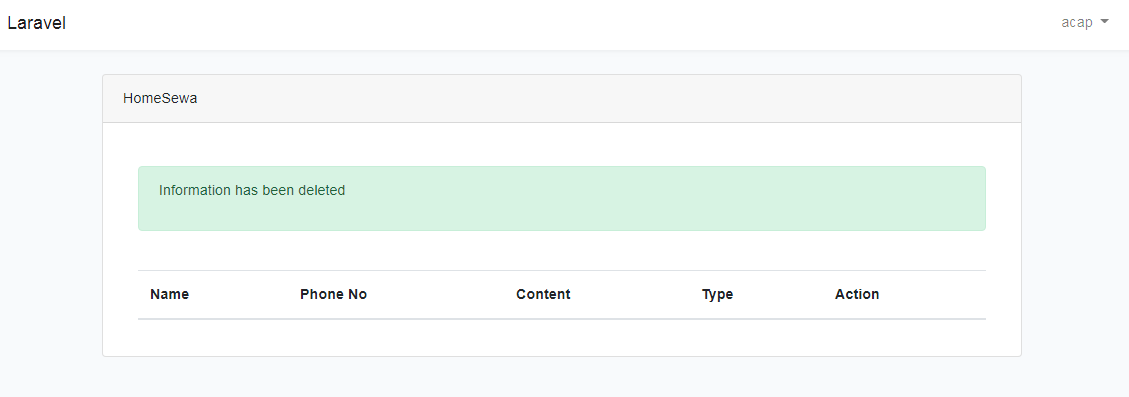 Laravel
acap
HomeSewa
Information has been deleted
Name Phone No Content Type Action